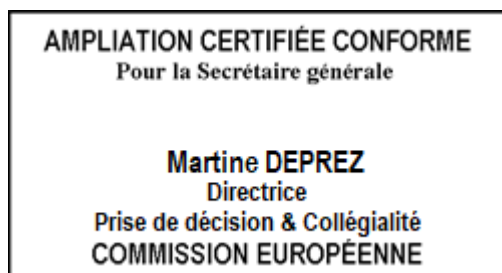 AMPLIATION CERTIFIÉE CONFORME
Pour la Secrétaire générale
Martine DEPREZ
Directrice
Prise de décision & Collégialité
COMMISSION EUROPÉENNE